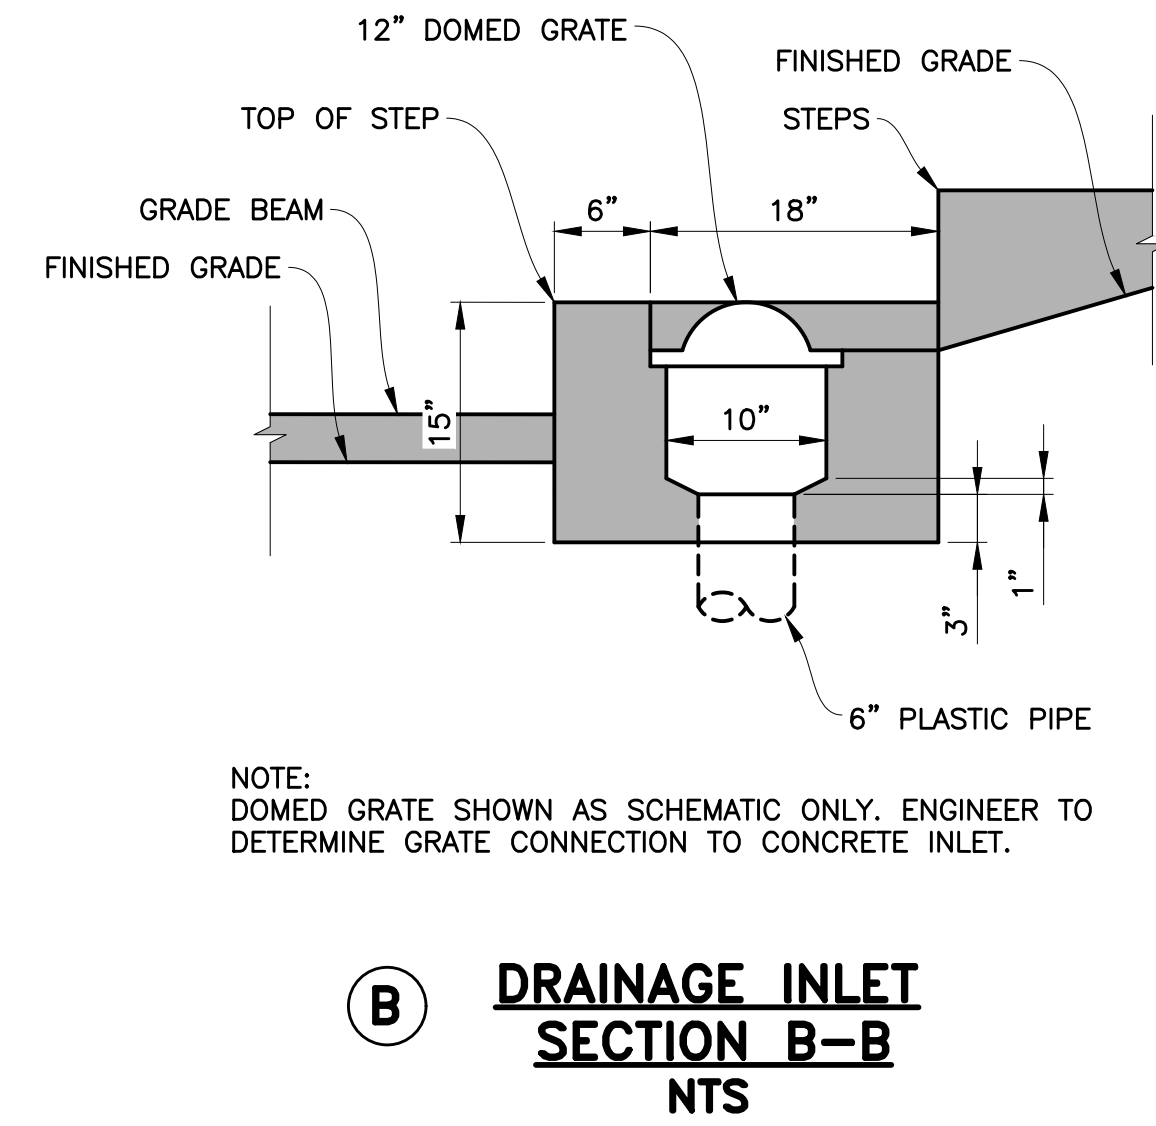 12” DOMED GRATE
FINISHED GRADE
TOP OF STEP
STEPS
GRADE BEAM
6”
18”
FINISHED GRADE
15”
10”
1”
3”
6” PLASTIC PIPE
NOTE:
DOMED GRATE SHOWN AS SCHEMATIC ONLY. ENGINEER TO
DETERMINE GRATE CONNECTION TO CONCRETE INLET.
B
DRAINAGE INLET
SECTION B–B
NTS